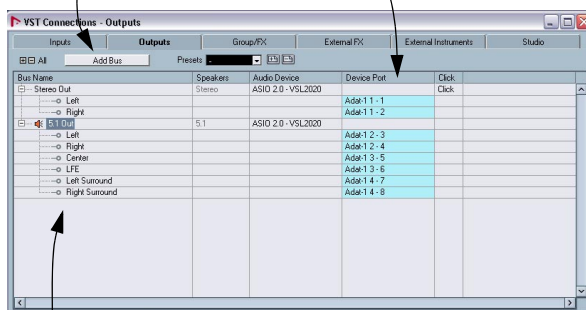 VST Connections - Outputs
Inputs Outputs Group/FX External FX External Instruments Studio
All Add Bus Presets -
Bus Name Speakers Audio Device Device Port Click
Stereo Out Stereo ASIO 2.0 - VSL2020 Click
Left Adat-1 1 - 1
Right Adat-1 1 - 2
5.1 Out 5.1 ASIO 2.0 - VSL2020
Left Adat-1 2 - 3
Right Adat-1 2 - 4
Center Adat-1 3 - 5
LFE Adat-1 3 - 6
Left Surround Adat-1 4 - 7
Right Surround Adat-1 4 - 8